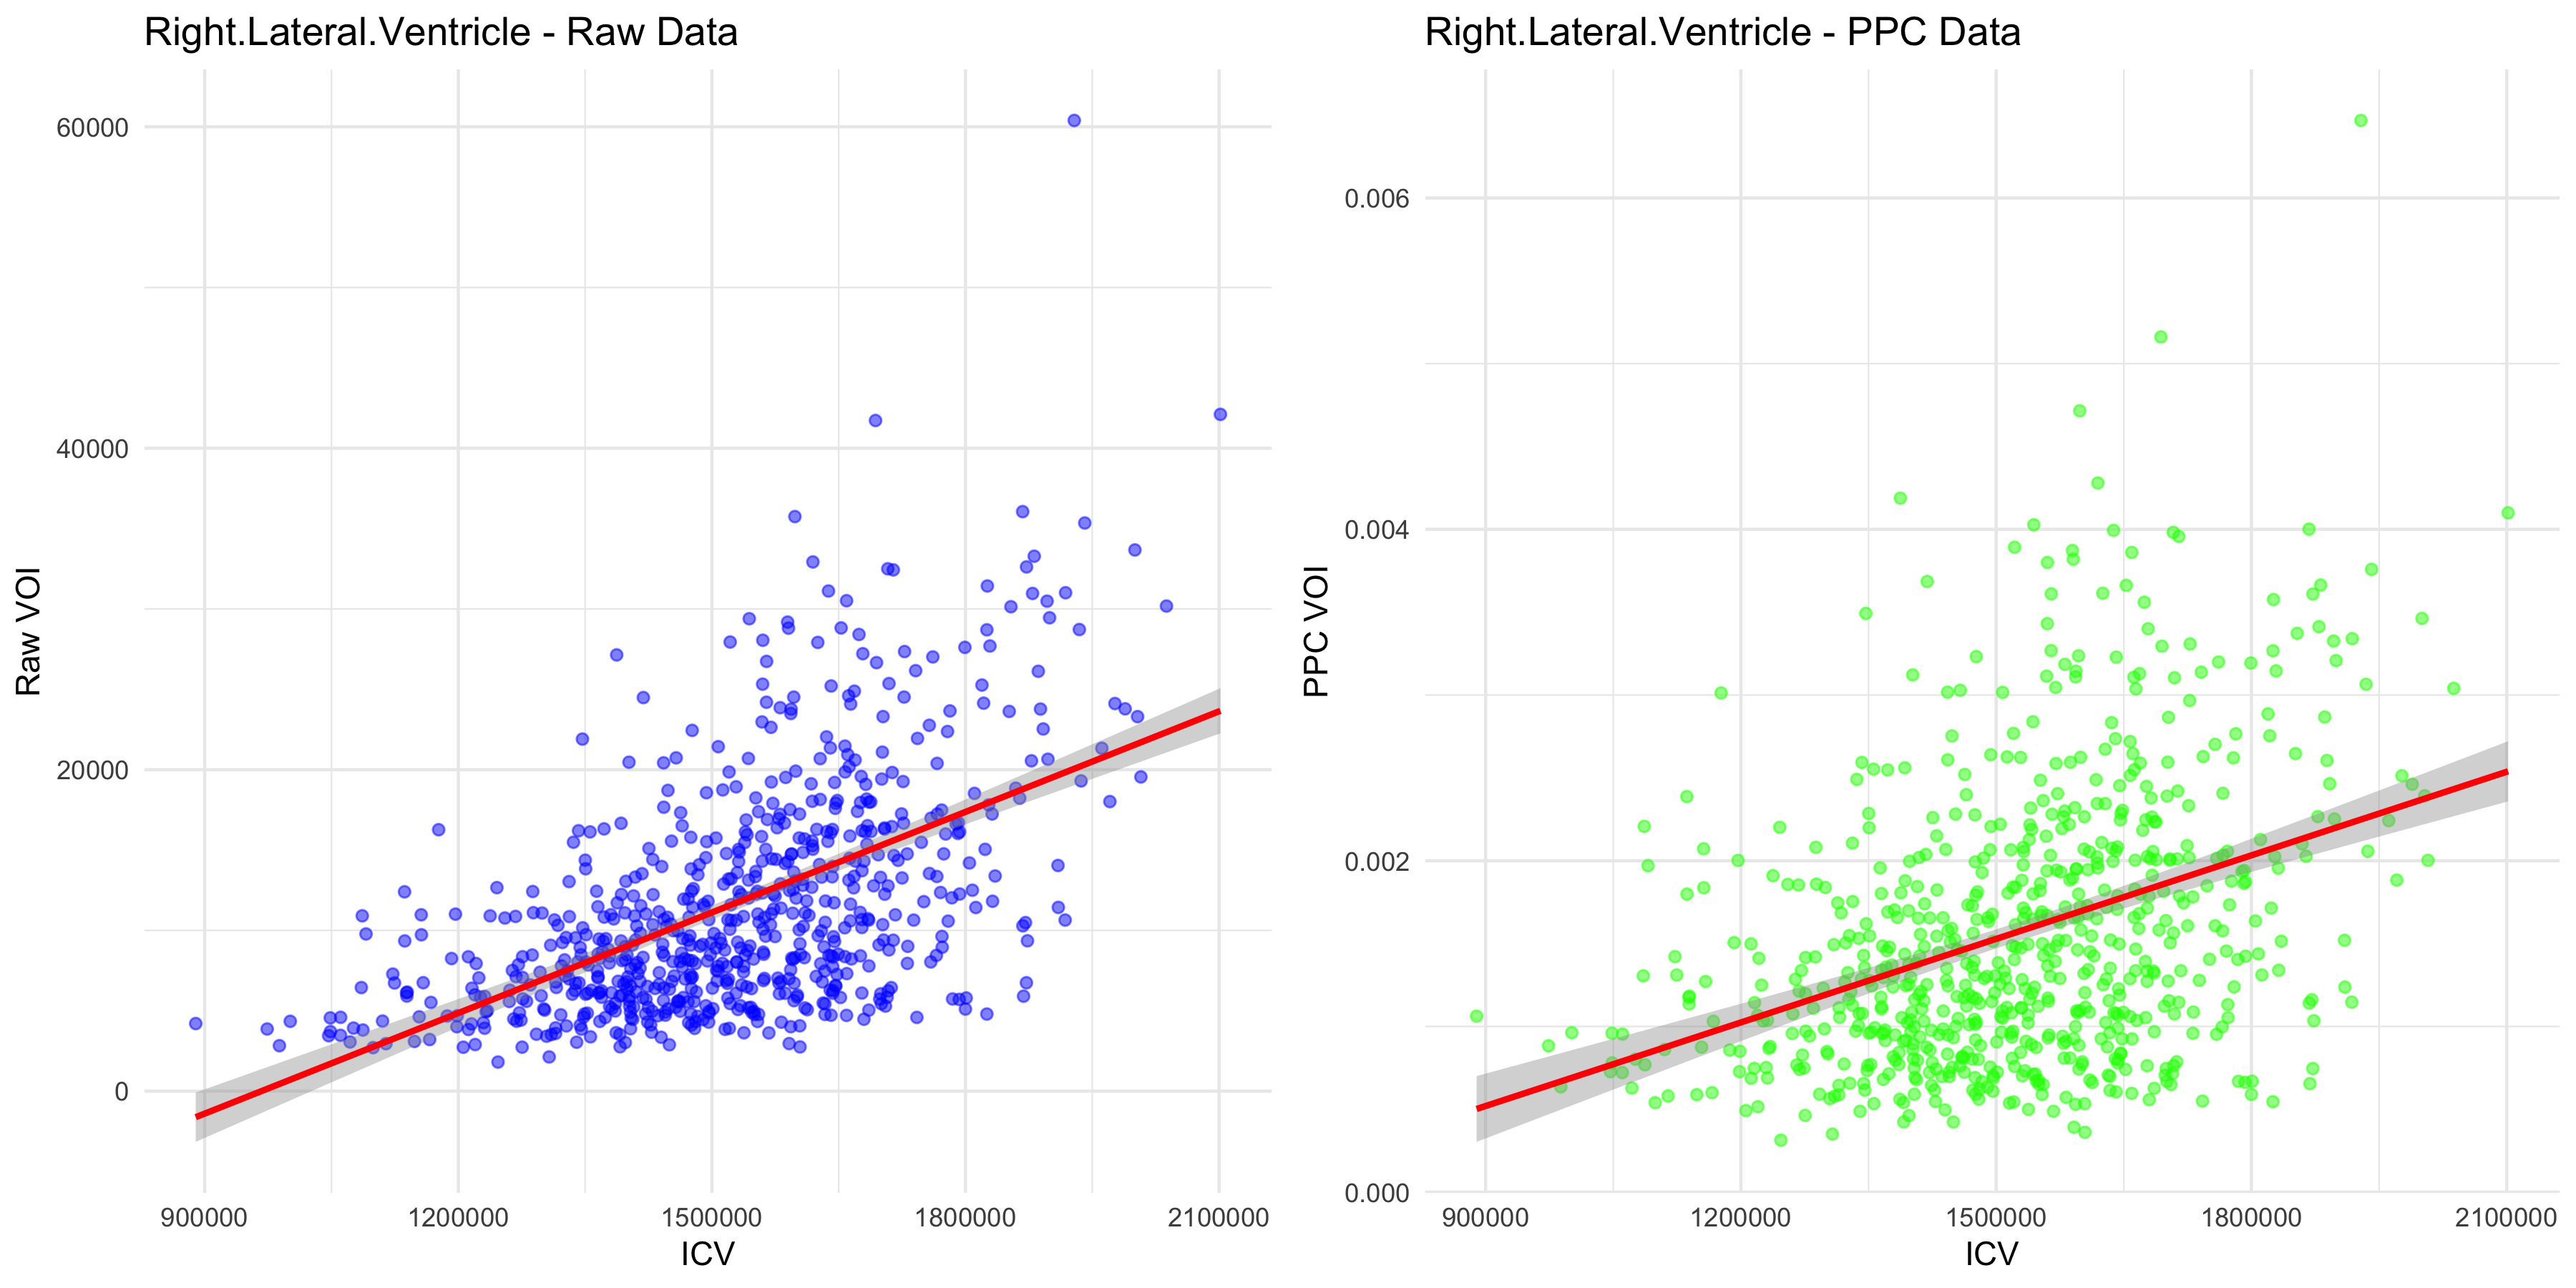 Right.Lateral.Ventricle - Raw Data
Raw VOI
60000
40000
20000
0
900000 1200000 1500000 1800000 2100000
ICV
Right.Lateral.Ventricle - PPC Data
PPC VOI
0.006
0.004
0.002
0.000
900000 1200000 1500000 1800000 2100000
ICV